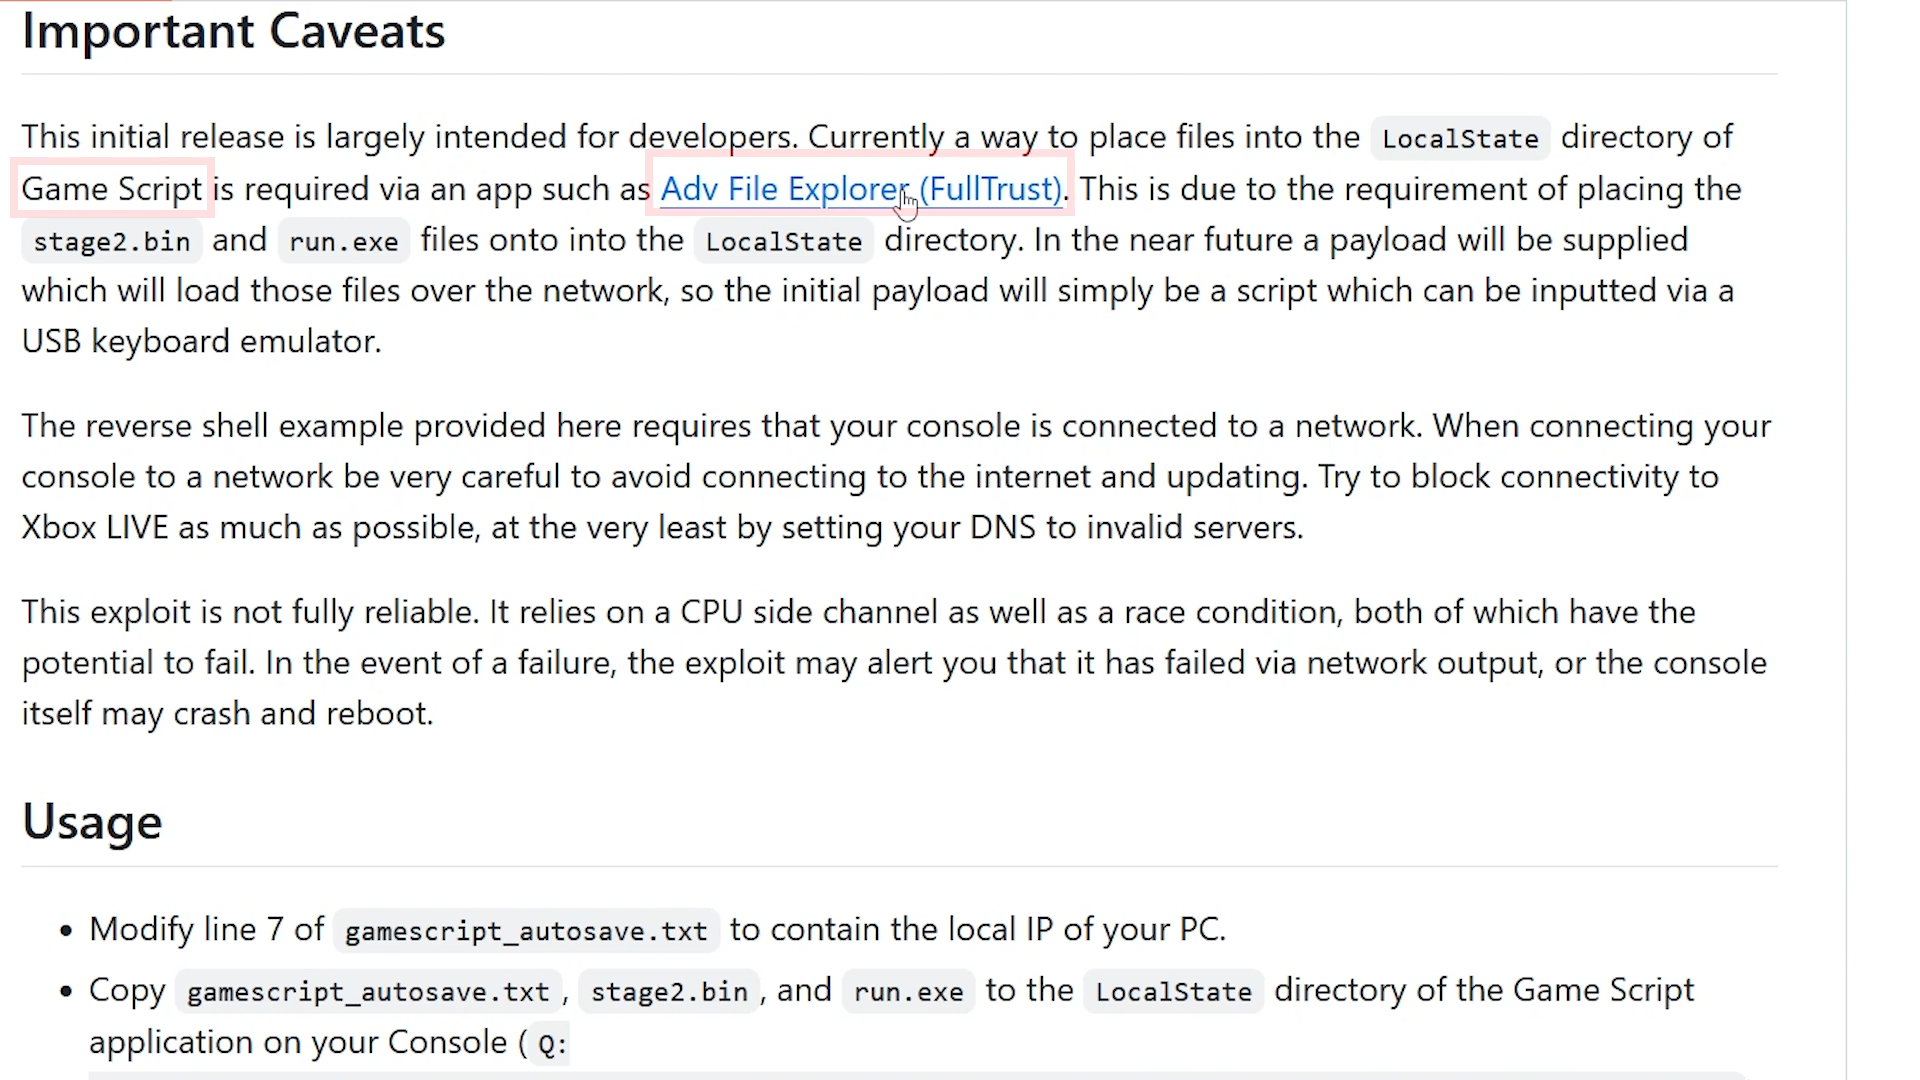 Important Caveats
This initial release is largely intended for developers. Currently a way to place files into the LocalState directory of
Game Script is required via an app such as Adv File Explorer (FullTrust). This is due to the requirement of placing the
stage2.bin and run.exe files onto into the LocalState directory. In the near future a payload will be supplied
which will load those files over the network, so the initial payload will simply be a script which can be inputted via a
USB keyboard emulator.
The reverse shell example provided here requires that your console is connected to a network. When connecting your
console to a network be very careful to avoid connecting to the internet and updating. Try to block connectivity to
Xbox LIVE as much as possible, at the very least by setting your DNS to invalid servers.
This exploit is not fully reliable. It relies on a CPU side channel as well as a race condition, both of which have the
potential to fail. In the event of a failure, the exploit may alert you that it has failed via network output, or the console
itself may crash and reboot.
Usage
• Modify line 7 of gamescript_autosave.txt to contain the local IP of your PC.
• Copy gamescript_autosave.txt, stage2.bin, and run.exe to the LocalState directory of the Game Script
application on your Console (Q: